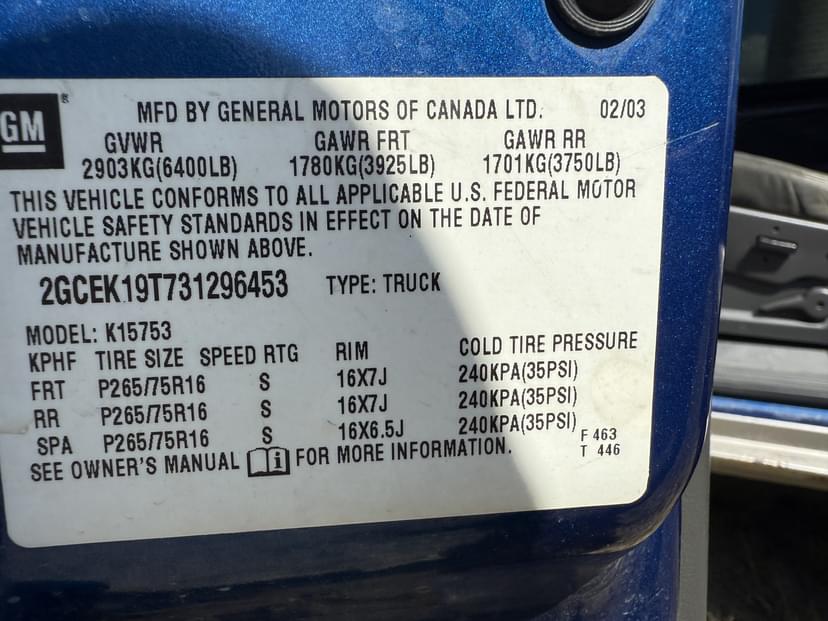 GM®
MFD BY GENERAL MOTORS OF CANADA LTD. 02/03
GVWR GAWR FRT GAWR RR
2903KG(6400LB) 1780KG(3925LB) 1701KG(3750LB)
THIS VEHICLE CONFORMS TO ALL APPLICABLE U.S. FEDERAL MOTOR
VEHICLE SAFETY STANDARDS IN EFFECT ON THE DATE OF
MANUFACTURE SHOWN ABOVE.
2GCEK19T731296453 TYPE: TRUCK
MODEL: K15753
KPHF TIRE SIZE SPEED RTG RIM COLD TIRE PRESSURE
FRT P265/75R16 S 16X7J 240KPA(35PSI)
RR P265/75R16 S 16X7J 240KPA(35PSI)
SPA P265/75R16 S 16X6.5J 240KPA(35PSI)
SEE OWNER'S MANUAL i FOR MORE INFORMATION.
F 463
T 446